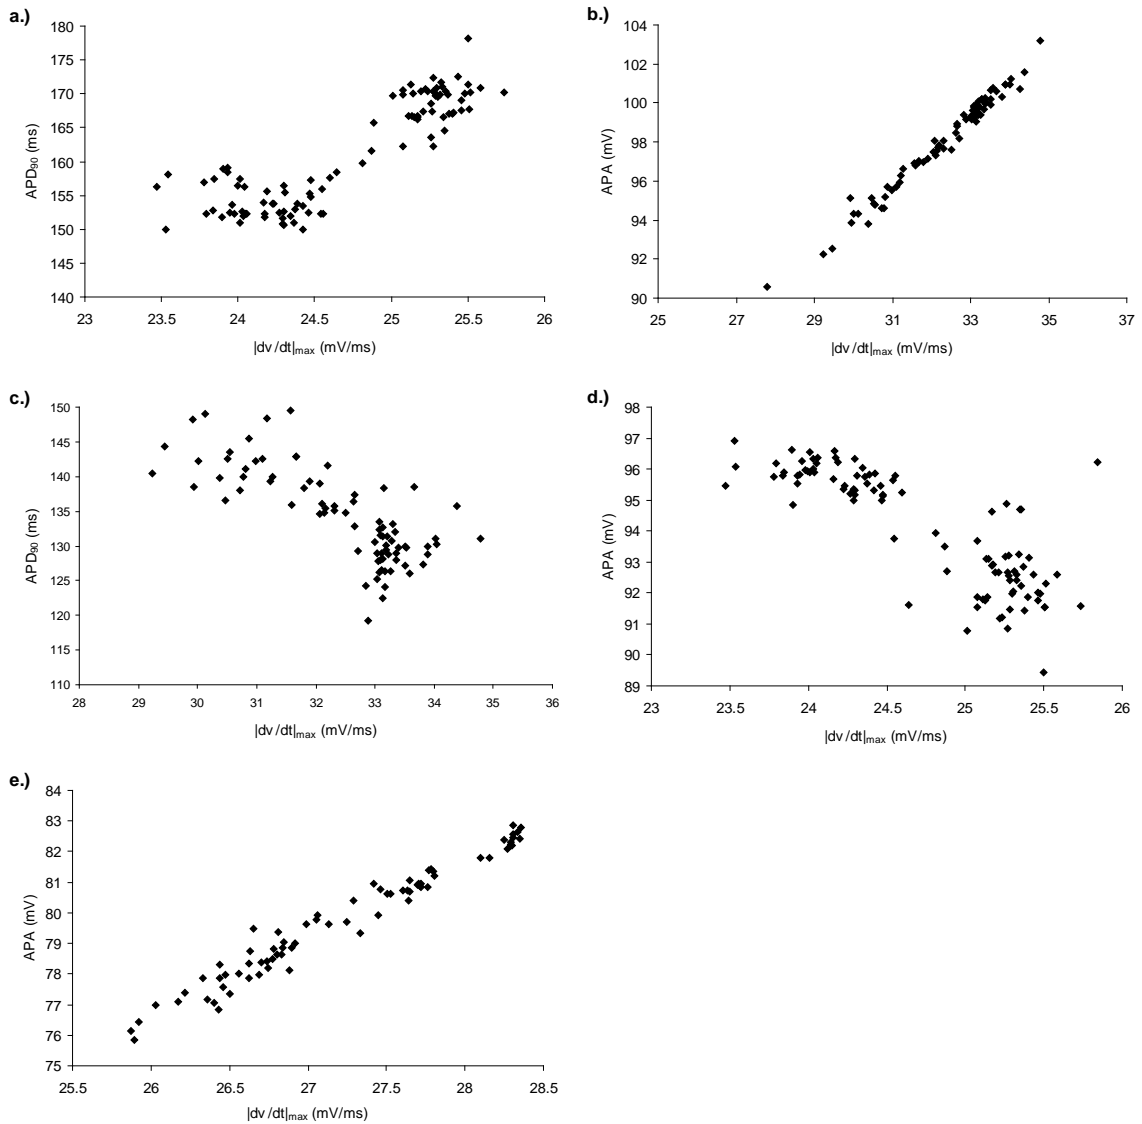 a.)
180
175
170
165
160
155
150
145
140
APD90 (ms)
23 23.5 24 24.5 25 25.5 26
|dv/dt|max (mV/ms)
b.)
104
102
100
98
96
94
92
90
APA (mV)
25 27 29 31 33 35 37
|dv/dt|max (mV/ms)
c.)
150
145
140
135
130
125
120
115
110
APD90 (ms)
28 29 30 31 32 33 34 35 36
|dv/dt|max (mV/ms)
d.)
98
97
96
95
94
93
92
91
90
89
APA (mV)
23 23.5 24 24.5 25 25.5 26
|dv/dt|max (mV/ms)
e.)
84
83
82
81
80
79
78
77
76
75
APA (mV)
25.5 26 26.5 27 27.5 28 28.5
|dv/dt|max (mV/ms)